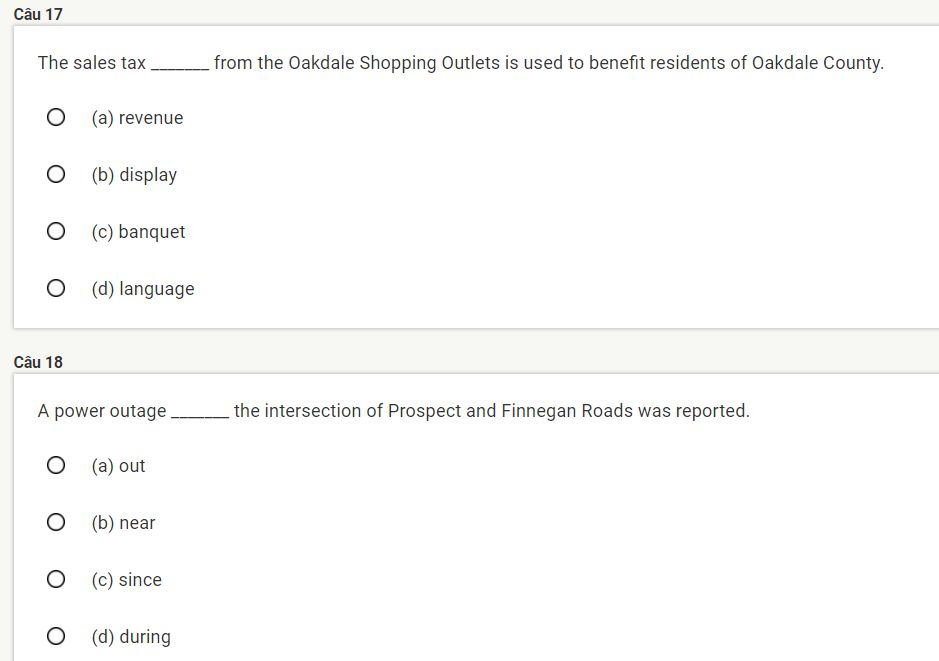 Câu 17
The sales tax _______ from the Oakdale Shopping Outlets is used to benefit residents of Oakdale County.
(a) revenue
(b) display
(c) banquet
(d) language
Câu 18
A power outage _______ the intersection of Prospect and Finnegan Roads was reported.
(a) out
(b) near
(c) since
(d) during